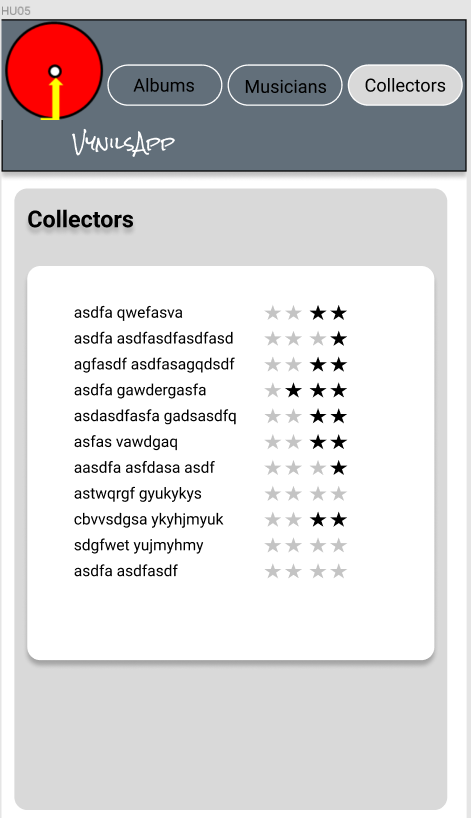 HU05
Albums
Musicians
Collectors
VynilsApp
Collectors
asdfa qwefasva
asdfa asdfasdfasdfasd
agfasdf asdfasagqdsdf
asdfa gawdergasfa
asdasdfasfa gadsasdfq
asfas vawdgaq
aasdfa asfdasa asdf
astwqrgf gyukykys
cbvvsdgsa ykyhjmyuk
sdgfwet yujmyhmy
asdfa asdfasdf